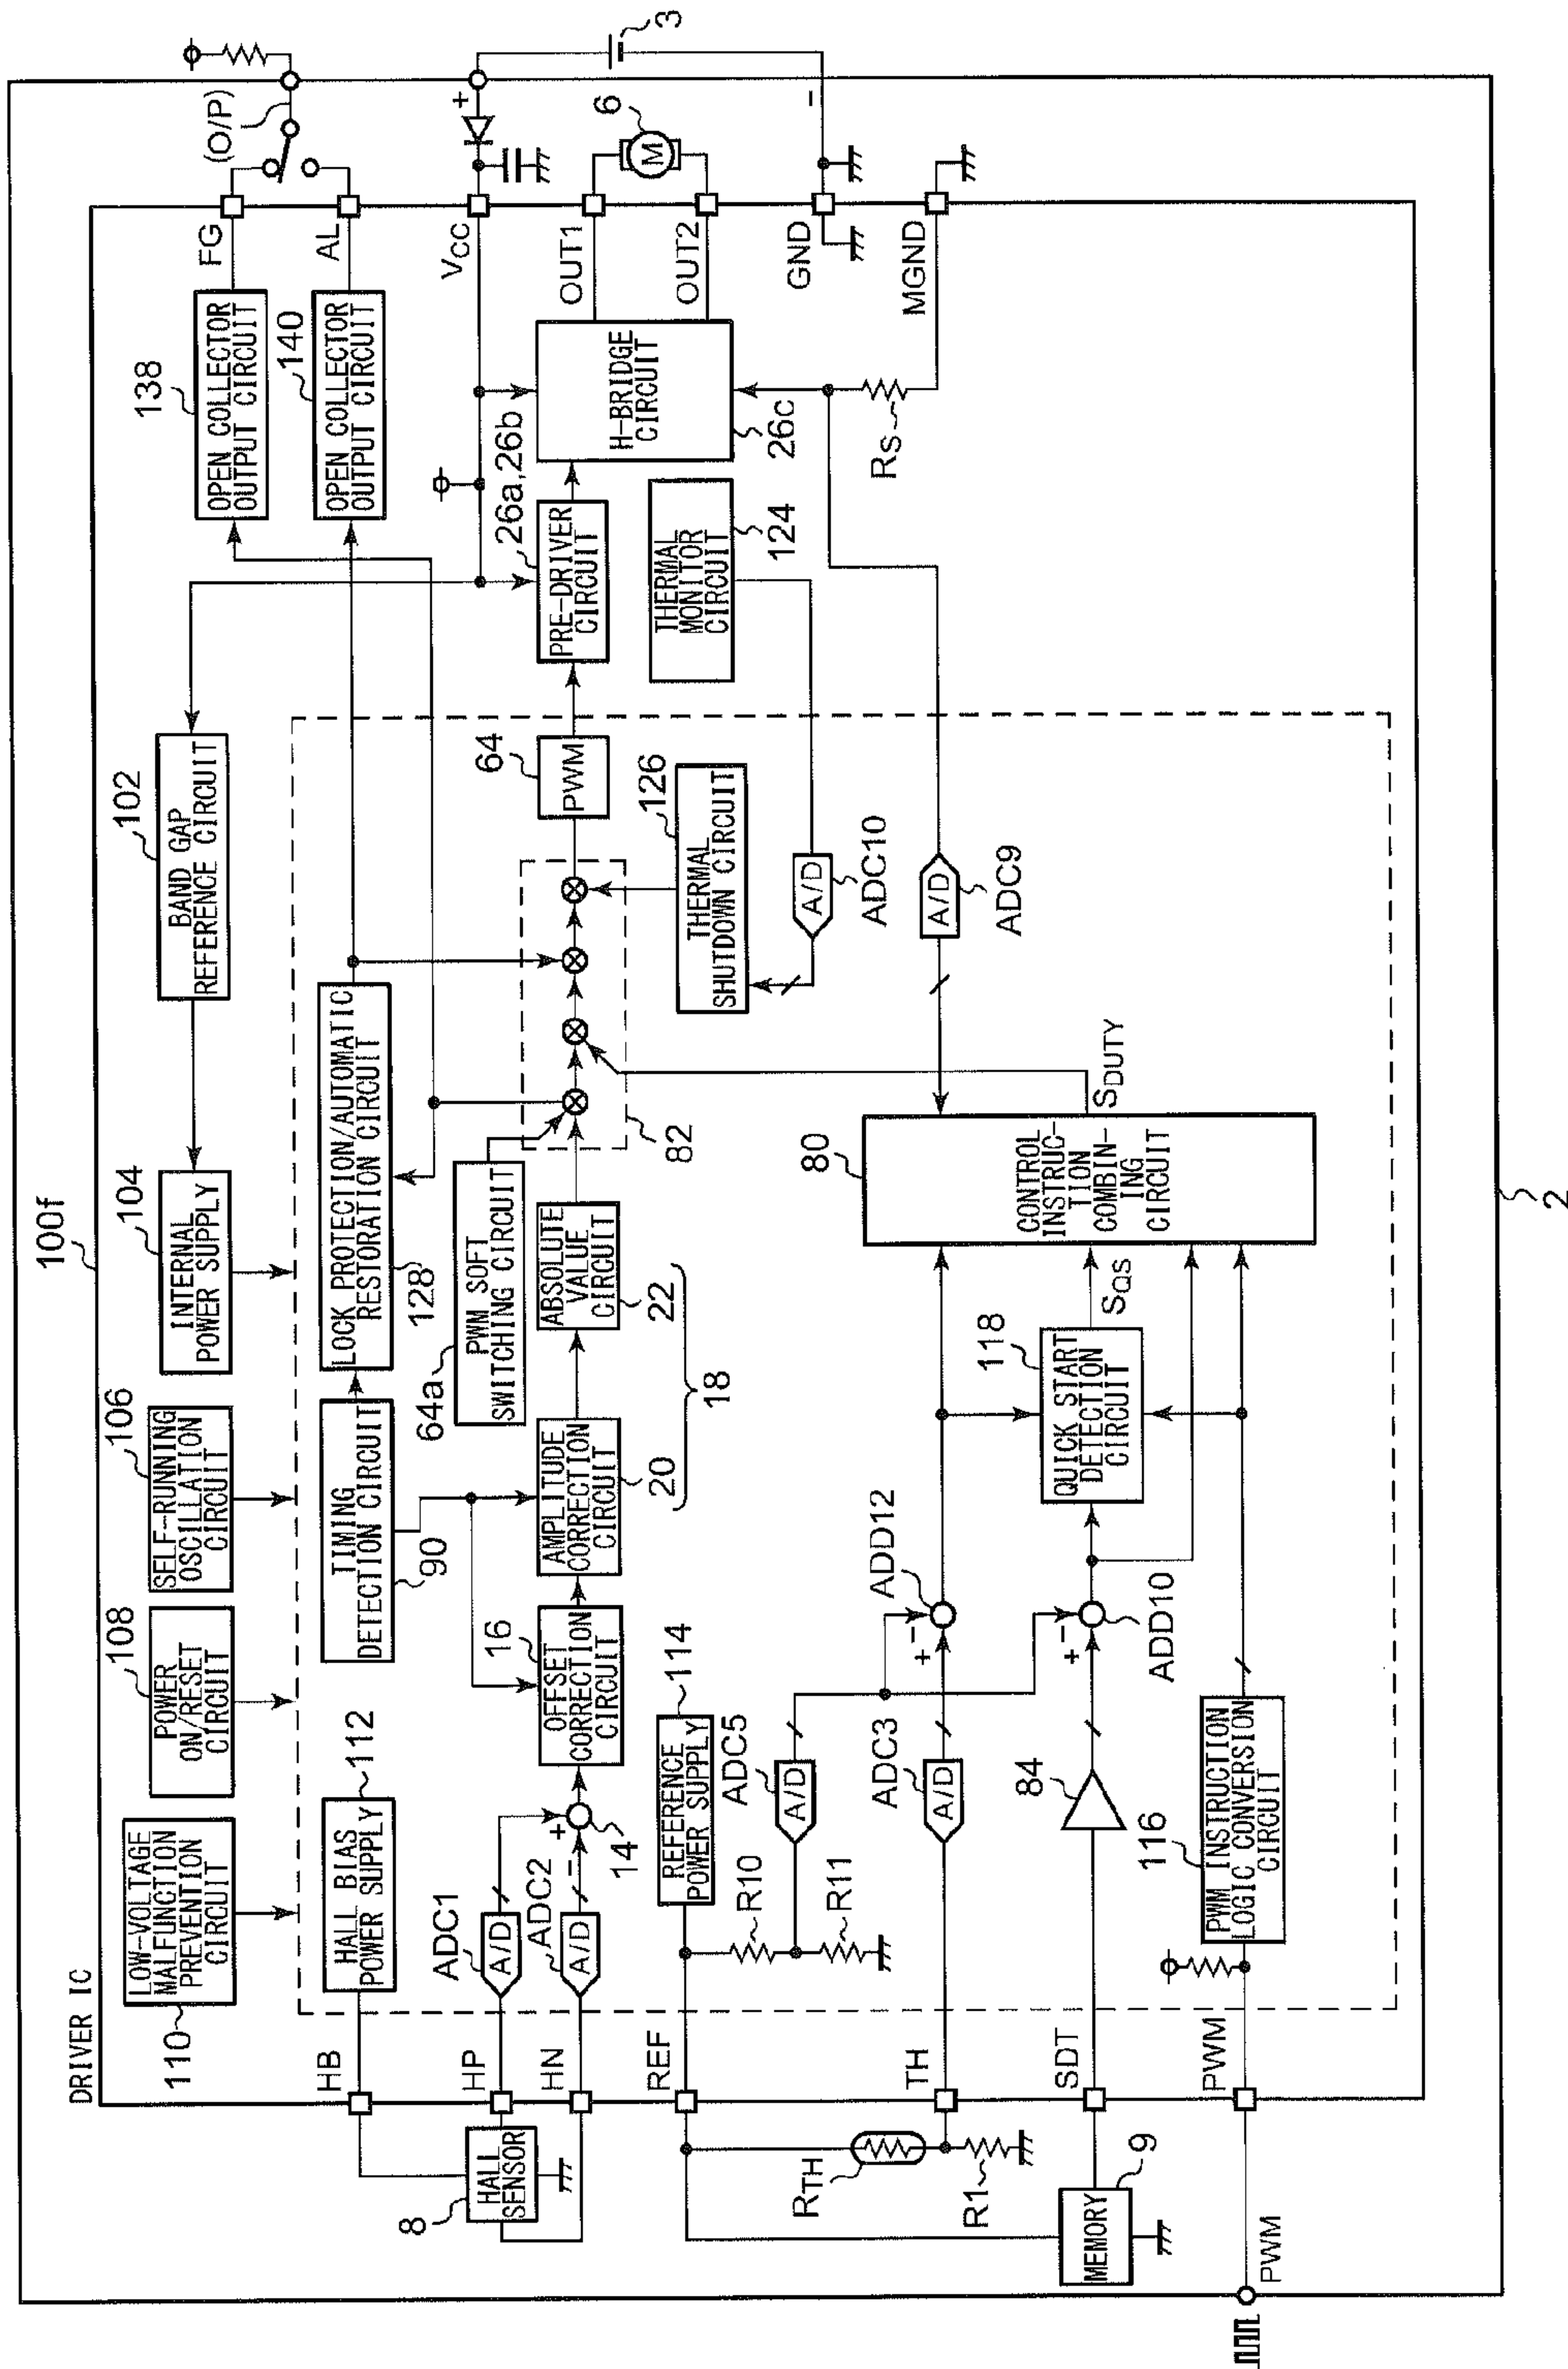 100f
DRIVER IC
LOW-VOLTAGE
MALFUNCTION
PREVENTION
CIRCUIT
110
POWER
ON/RESET
CIRCUIT
108
SELF-RUNNING
OSCILLATION
CIRCUIT
106
INTERNAL
POWER SUPPLY
104
BAND GAP
REFERENCE CIRCUIT
102
OPEN COLLECTOR
OUTPUT CIRCUIT
138
OPEN COLLECTOR
OUTPUT CIRCUIT
140
FG
AL
(O/P)
HB
HALL BIAS
POWER SUPPLY
112
TIMING
DETECTION CIRCUIT
90
LOCK PROTECTION/AUTOMATIC
RESTORATION CIRCUIT
128
VCC
+
3
-
8
HALL
SENSOR
HP
HN
ADC1
A/D
ADC2
A/D
+
-
14
OFFSET
CORRECTION
CIRCUIT
16
AMPLITUDE
CORRECTION
CIRCUIT
20
ABSOLUTE
VALUE
CIRCUIT
22
18
64a
PWM SOFT
SWITCHING CIRCUIT
82
64
PWM
PRE-DRIVER
CIRCUIT
26a,26b
H-BRIDGE
CIRCUIT
26c
OUT1
OUT2
M
6
GND
MGND
RS
THERMAL
MONITOR
CIRCUIT
124
THERMAL
SHUTDOWN CIRCUIT
126
A/D
ADC10
A/D
ADC9
REF
REFERENCE
POWER SUPPLY
114
R10
R11
ADC5
A/D
RTH
R1
TH
ADC3
A/D
+
-
ADD12
MEMORY
9
SDT
84
+
-
ADD10
QUICK START
DETECTION
CIRCUIT
118
SQS
80
CONTROL
INSTRUC-
TION
COMBIN-
ING
CIRCUIT
SDUTY
PWM
PWM
116
PWM INSTRUCTION
LOGIC CONVERSION
CIRCUIT
2